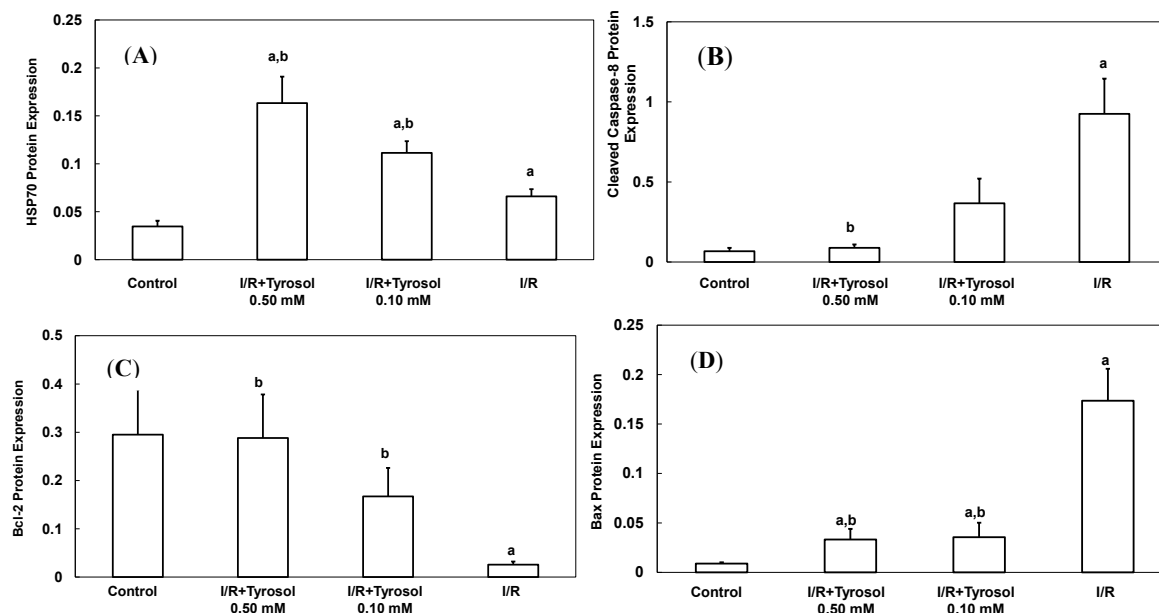 (A)
HSP70 Protein Expression
0.25
0.2
0.15
0.1
0.05
0
a,b
a,b
a
Control
I/R+Tyrosol
0.50 mM
I/R+Tyrosol
0.10 mM
I/R
(B)
Cleaved Caspase-8 Protein
Expression
1.5
1
0.5
0
b
a
Control
I/R+Tyrosol
0.50 mM
I/R+Tyrosol
0.10 mM
I/R
(C)
Bcl-2 Protein Expression
0.5
0.4
0.3
0.2
0.1
0
b
b
a
Control
I/R+Tyrosol
0.50 mM
I/R+Tyrosol
0.10 mM
I/R
(D)
Bax Protein Expression
0.25
0.2
0.15
0.1
0.05
0
a,b
a,b
a
Control
I/R+Tyrosol
0.50 mM
I/R+Tyrosol
0.10 mM
I/R